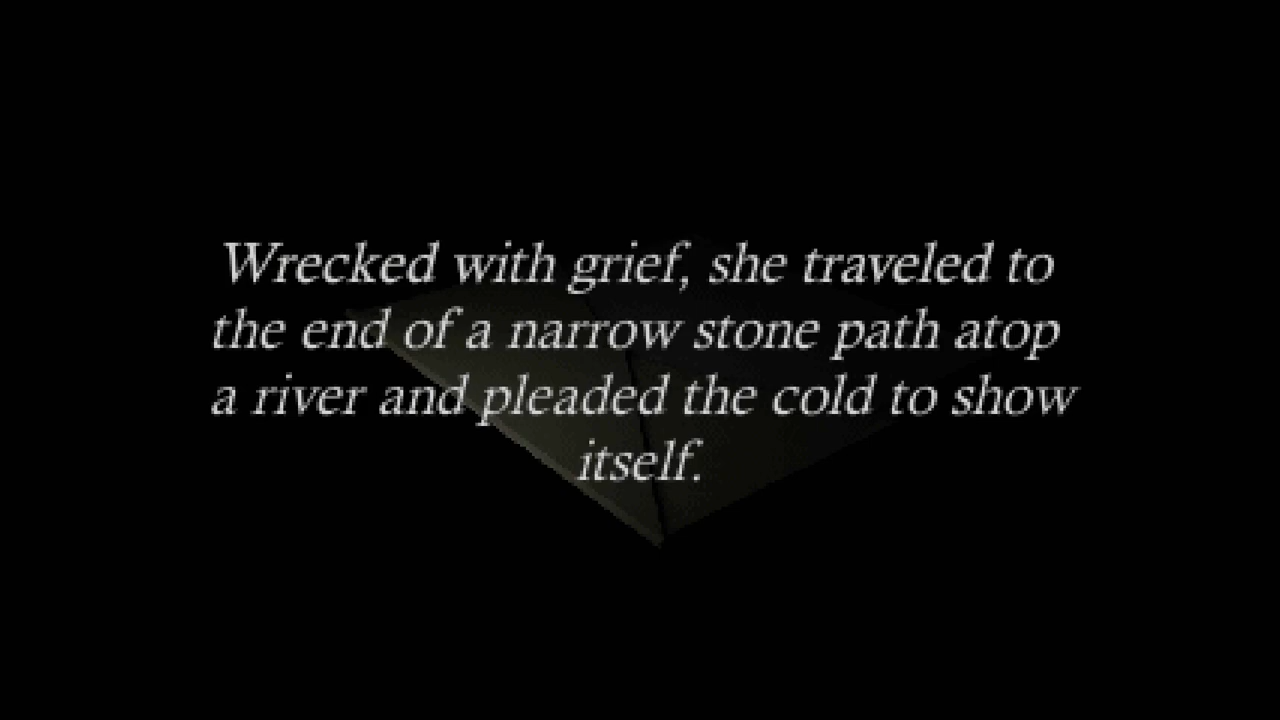 Wrecked with grief, she traveled to
the end of a narrow stone path atop
a river and pleaded the cold to show
itself.